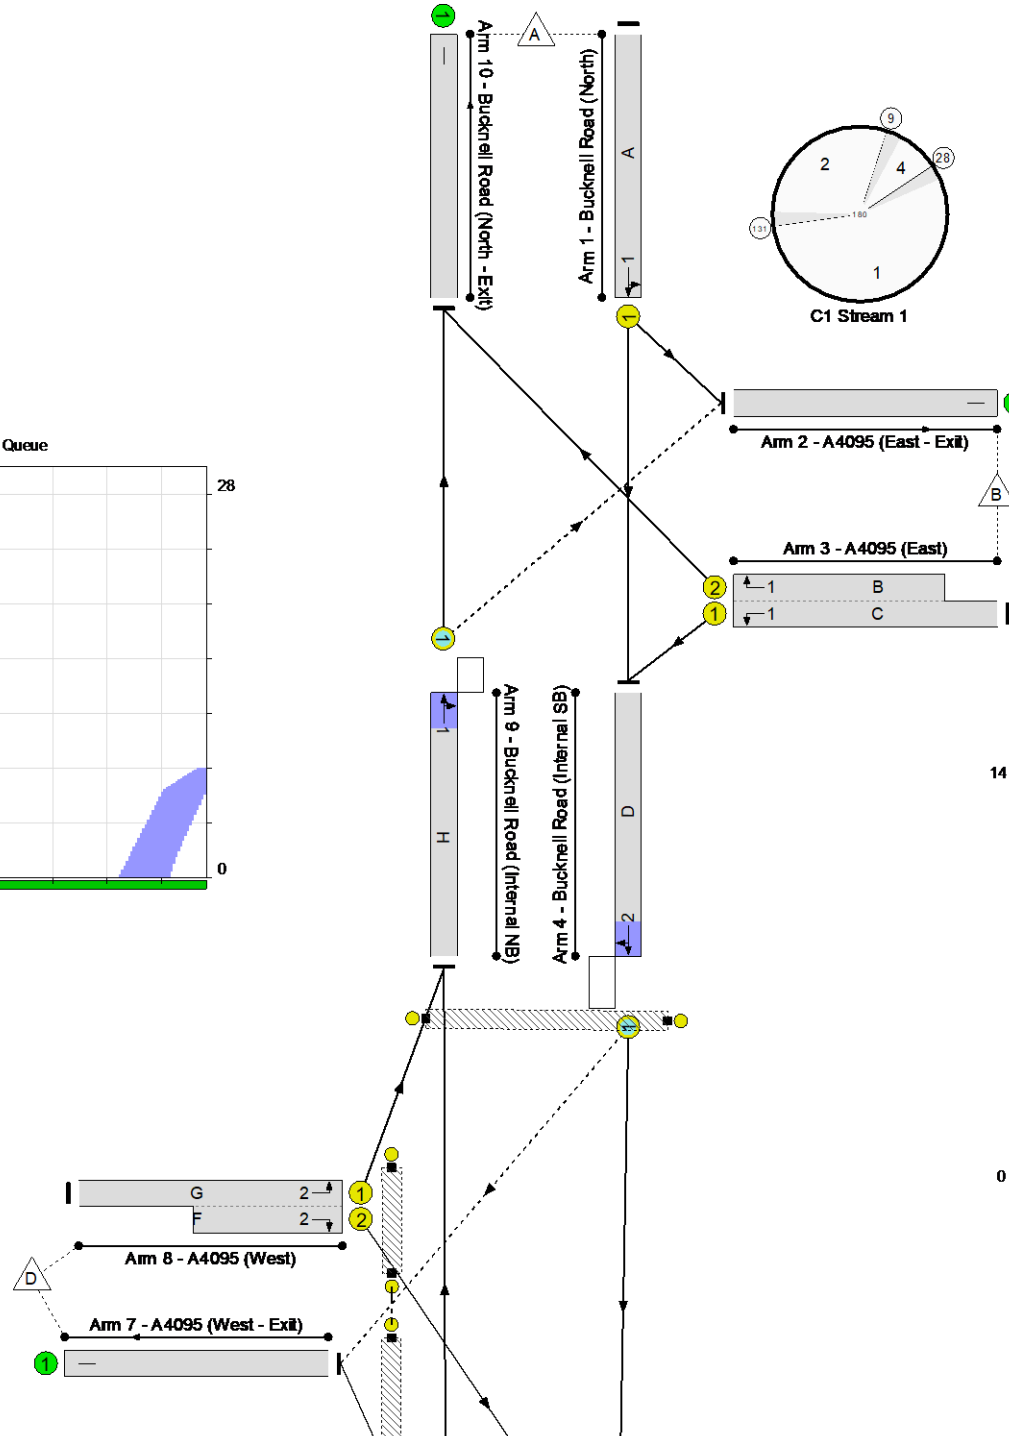 1
Arm 10 - Bucknell Road (North - Exit)
A
Arm 1 - Bucknell Road (North)
A
1
1
9
2
4
28
180
131
1
C1 Stream 1
Arm 2 - A4095 (East - Exit)
B
Queue
28
0
Arm 3 - A4095 (East)
2
1
B
1
1
C
1
1
Arm 9 - Bucknell Road (Internal NB)
H
Arm 4 - Bucknell Road (Internal SB)
D
2
14
1
0
G
2
1
F
2
2
Arm 8 - A4095 (West)
D
Arm 7 - A4095 (West - Exit)
1